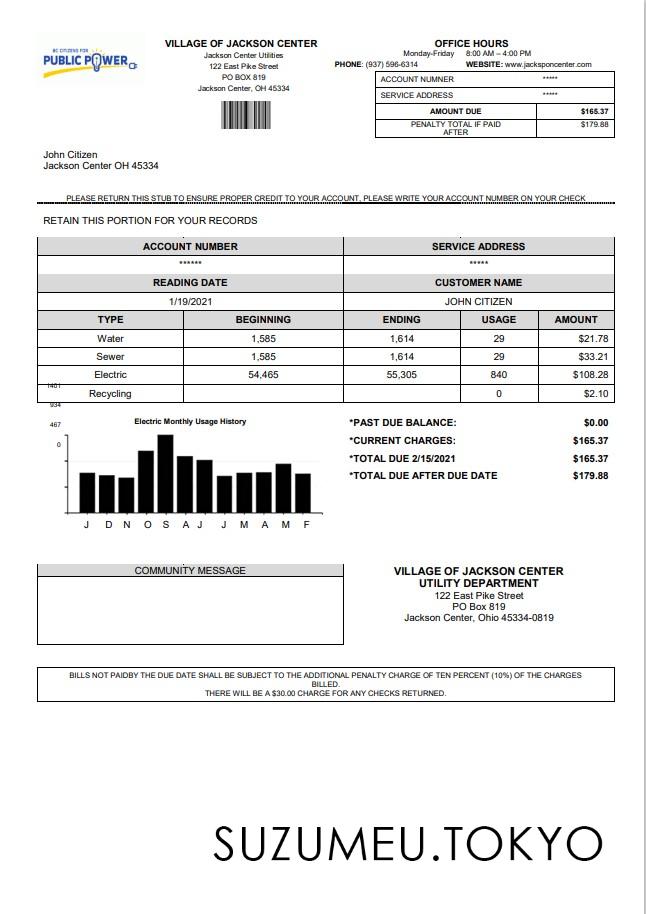 BC CITIZENS FOR
PUBLIC POWER
VILLAGE OF JACKSON CENTER
Jackson Center Utilities
122 East Pike Street
PO BOX 819
Jackson Center, OH 45334
OFFICE HOURS
Monday-Friday 8:00 AM – 4:00 PM
PHONE: (937) 596-6314 WEBSITE: www.jacksponcenter.com
ACCOUNT NUMNER *****
SERVICE ADDRESS *****
AMOUNT DUE $165.37
PENALTY TOTAL IF PAID AFTER $179.88
John Citizen
Jackson Center OH 45334
PLEASE RETURN THIS STUB TO ENSURE PROPER CREDIT TO YOUR ACCOUNT, PLEASE WRITE YOUR ACCOUNT NUMBER ON YOUR CHECK
RETAIN THIS PORTION FOR YOUR RECORDS
ACCOUNT NUMBER SERVICE ADDRESS
****** *****
READING DATE CUSTOMER NAME
1/19/2021 JOHN CITIZEN
TYPE BEGINNING ENDING USAGE AMOUNT
Water 1,585 1,614 29 $21.78
Sewer 1,585 1,614 29 $33.21
Electric 54,465 55,305 840 $108.28
Recycling 0 $2.10
1401
934
467
0
Electric Monthly Usage History
J D N O S A J J M A M F
*PAST DUE BALANCE: $0.00
*CURRENT CHARGES: $165.37
*TOTAL DUE 2/15/2021 $165.37
*TOTAL DUE AFTER DUE DATE $179.88
COMMUNITY MESSAGE
VILLAGE OF JACKSON CENTER
UTILITY DEPARTMENT
122 East Pike Street
PO Box 819
Jackson Center, Ohio 45334-0819
BILLS NOT PAIDBY THE DUE DATE SHALL BE SUBJECT TO THE ADDITIONAL PENALTY CHARGE OF TEN PERCENT (10%) OF THE CHARGES
BILLED.
THERE WILL BE A $30.00 CHARGE FOR ANY CHECKS RETURNED.
SUZUMEU.TOKYO